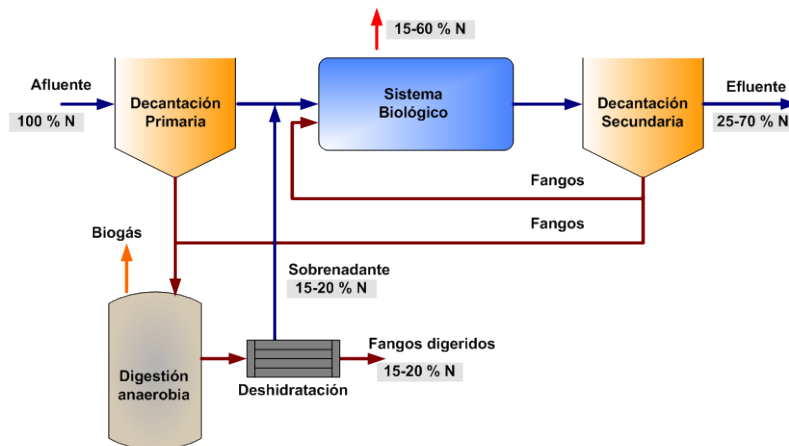 15-60 % N
Afluente
100 % N
Decantación
Primaria
Sistema
Biológico
Decantación
Secundaria
Efluente
25-70 % N
Fangos
Fangos
Biogás
Sobrenadante
15-20 % N
Digestión
anaerobia
Deshidratación
Fangos digeridos
15-20 % N